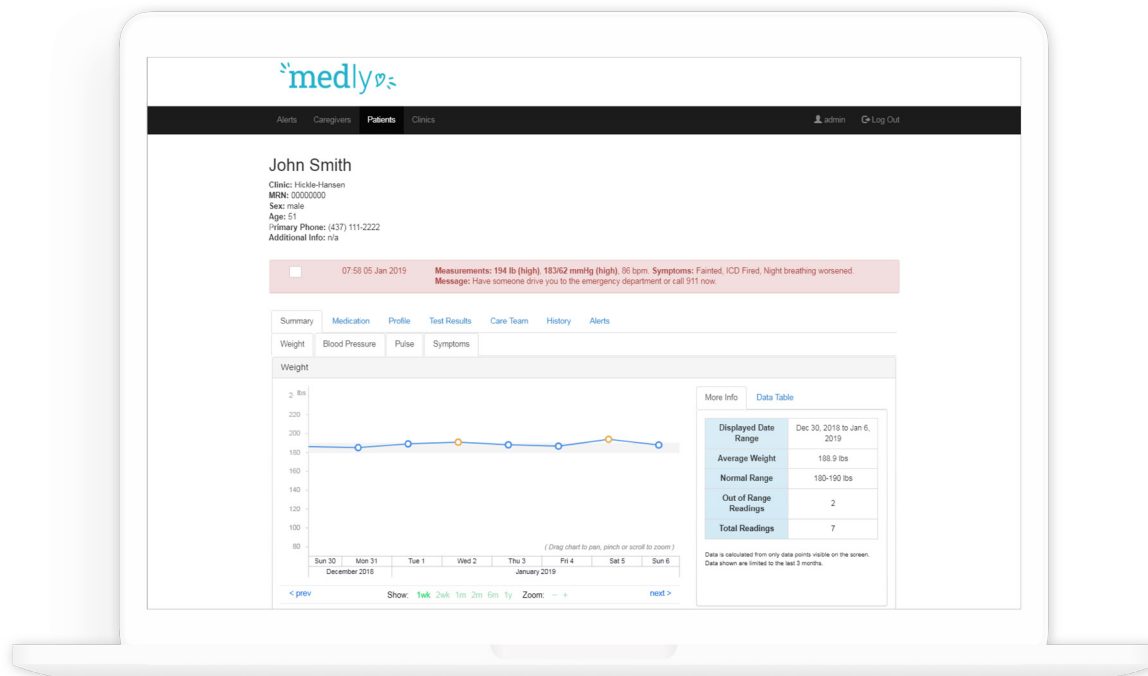 medly
Alerts Caregivers Patients Clinics admin Log Out
John Smith
Clinic: Hickle-Hansen
MRN: 00000000
Sex: male
Age: 51
Primary Phone: (437) 111-2222
Additional Info: n/a
07:58 05 Jan 2019 Measurements: 194 lb (high), 183/62 mmHg (high), 86 bpm. Symptoms: Fainted, ICD Fired, Night breathing worsened.
Message: Have someone drive you to the emergency department or call 911 now.
Summary Medication Profile Test Results Care Team History Alerts
Weight Blood Pressure Pulse Symptoms
Weight
2 lbs
220
200
180
160
140
120
100
80
( Drag chart to pan, pinch or scroll to zoom )
Sun 30 Mon 31 Tue 1 Wed 2 Thu 3 Fri 4 Sat 5 Sun 6
December 2018 January 2019
< prev Show: 1wk 2wk 1m 2m 6m 1y Zoom: − + next >
More Info Data Table
Displayed Date Dec 30, 2018 to Jan 6,
Range 2019
Average Weight 188.9 lbs
Normal Range 180-190 lbs
Out of Range
Readings 2
Total Readings 7
Data is calculated from only data points visible on the screen.
Data shown are limited to the last 3 months.